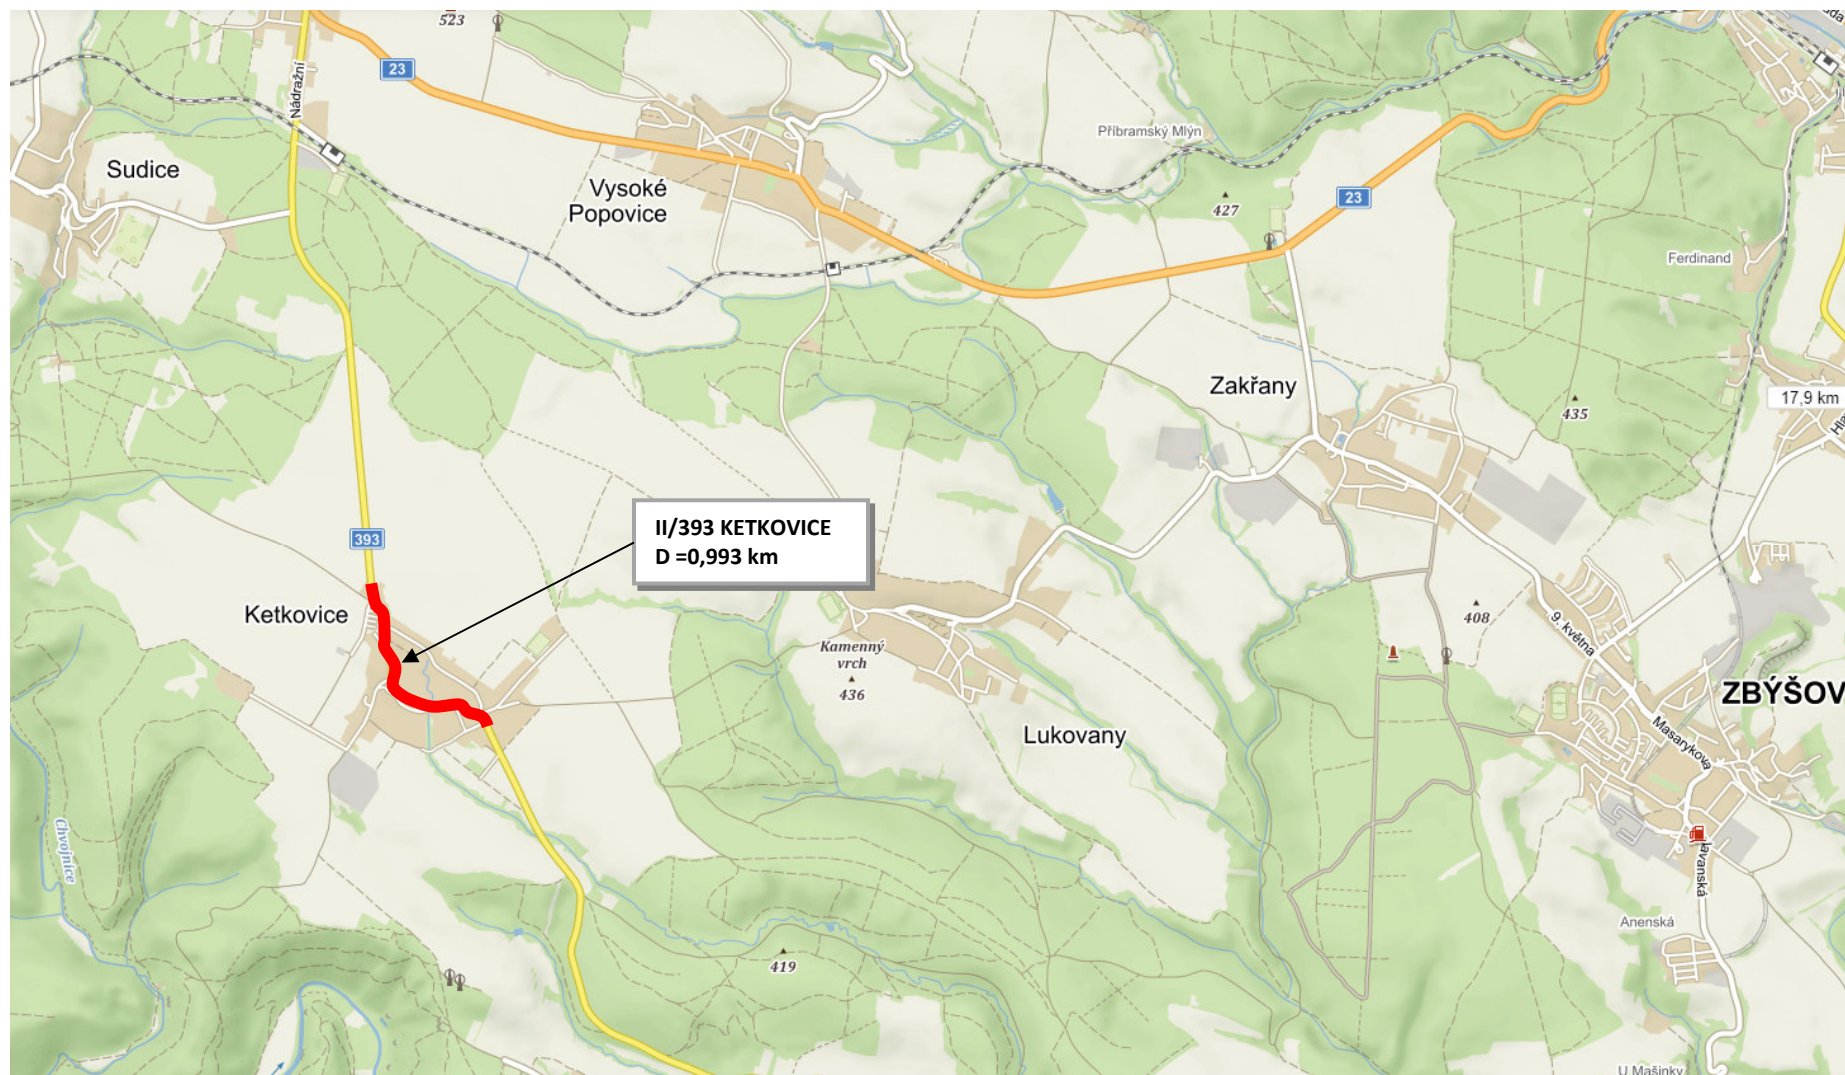 523
23
Nádražní
Příbramský Mlýn
Sudice
Vysoké
Popovice
427
23
Ferdinand
Zakřany
435
17,9 km
393
II/393 KETKOVICE
D =0,993 km
Ketkovice
Kamenný
vrch
436
408
9. května
ZBÝŠOV
Lukovany
Masarykova
Chvojnice
Anenská
419
U Mašinky